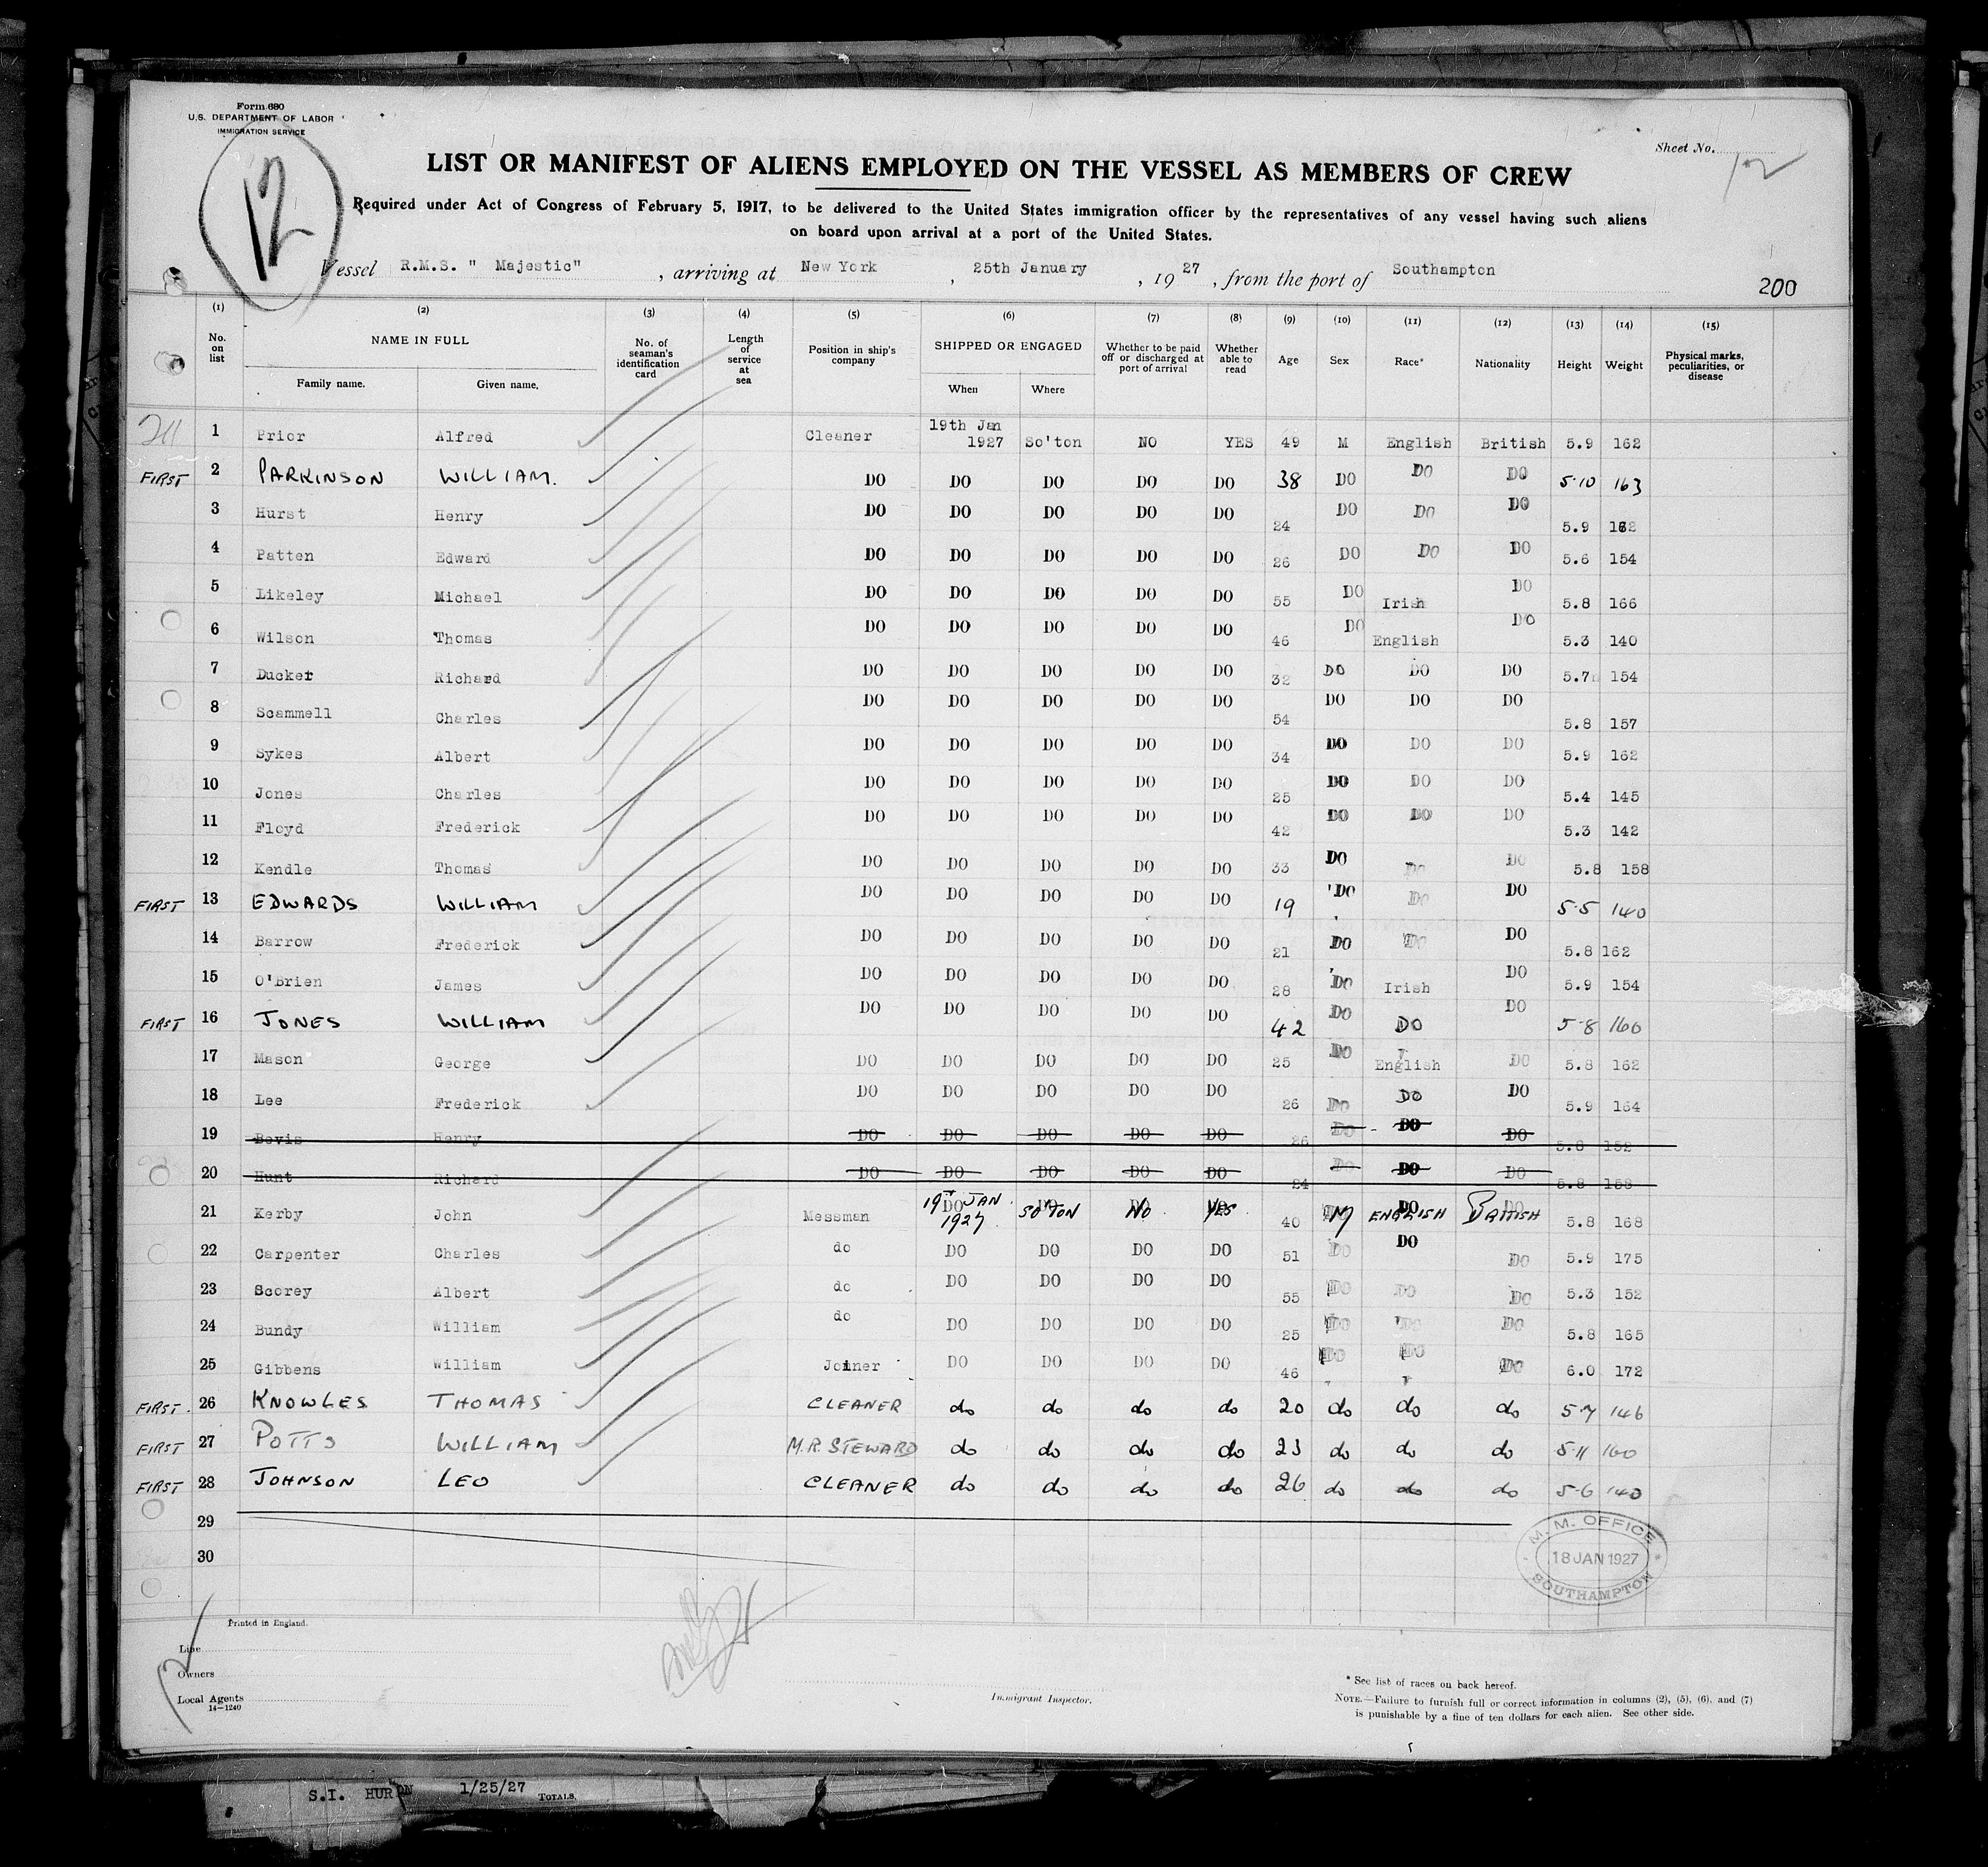 Form 680
U.S. DEPARTMENT OF LABOR
IMMIGRATION SERVICE
12
Sheet No. 12
LIST OR MANIFEST OF ALIENS EMPLOYED ON THE VESSEL AS MEMBERS OF CREW
Required under Act of Congress of February 5, 1917, to be delivered to the United States immigration officer by the representatives of any vessel having such aliens
on board upon arrival at a port of the United States.
Vessel R.M.S. " Majestic" , arriving at New York , 25th January , 1927 , from the port of Southampton
200
(1) (2) (3) (4) (5) (6) (7) (8) (9) (10) (11) (12) (13) (14) (15)
No. on list NAME IN FULL Family name. Given name. No. of seaman's identification card Length of service at sea Position in ship's company SHIPPED OR ENGAGED When Where Whether to be paid off or discharged at port of arrival Whether able to read Age Sex Race* Nationality Height Weight Physical marks, peculiarities, or disease
211 1 Prior Alfred Cleaner 19th Jan 1927 So'ton NO YES 49 M English British 5.9 162
FIRST 2 PARKINSON WILLIAM. DO DO DO DO DO 38 DO DO DO 5.10 163
3 Hurst Henry DO DO DO DO DO 24 DO DO DO 5.9 162
4 Patten Edward DO DO DO DO DO 26 DO DO DO 5.6 154
5 Likeley Michael DO DO DO DO DO 55 DO Irish DO 5.8 166
6 Wilson Thomas DO DO DO DO DO 46 DO English DO 5.3 140
7 Ducket Richard DO DO DO DO DO 32 DO DO DO 5.7 154
8 Scammell Charles DO DO DO DO DO 54 DO DO DO 5.8 157
9 Sykes Albert DO DO DO DO DO 34 DO DO DO 5.9 162
10 Jones Charles DO DO DO DO DO 25 DO DO DO 5.4 145
11 Floyd Frederick DO DO DO DO DO 42 DO DO DO 5.3 142
12 Kendle Thomas DO DO DO DO DO 33 DO DO DO 5.8 158
FIRST 13 EDWARDS WILLIAM DO DO DO DO DO 19 DO DO DO 5.5 140
14 Barrow Frederick DO DO DO DO DO 21 DO DO DO 5.8 162
15 O'Brien James DO DO DO DO DO 28 DO Irish DO 5.9 154
FIRST 16 JONES WILLIAM DO DO DO DO DO 42 DO DO DO 5.8 160
17 Mason George DO DO DO DO DO 25 DO English DO 5.8 162
18 Lee Frederick DO DO DO DO DO 26 DO DO DO 5.9 164
19 Bevis Henry DO DO DO DO DO 26 DO DO DO 5.8 152
20 Hunt Richard DO DO DO DO DO 24 DO DO DO 5.8 158
21 Kerby John Messman 19th JAN 1927 SO'TON NO YES 40 M ENGLISH BRITISH 5.8 168
22 Carpenter Charles do DO DO DO DO 51 DO DO DO 5.9 175
23 Scorey Albert do DO DO DO DO 55 DO DO DO 5.3 152
24 Bundy William do DO DO DO DO 25 DO DO DO 5.8 165
25 Gibbens William Joiner DO DO DO DO 46 DO DO DO 6.0 172
FIRST. 26 KNOWLES THOMAS CLEANER do do do do 20 do do do 5.7 146
FIRST 27 POTTS WILLIAM M.R. STEWARD do do do do 23 do do do 5.11 160
FIRST 28 JOHNSON LEO CLEANER do do do do 26 do do do 5.6 140
29
30
M. M. OFFICE
18 JAN 1927
SOUTHAMPTON
Printed in England.
Line
Owners
Local Agents
14—1240
12
Immigrant Inspector.
* See list of races on back hereof.
NOTE.—Failure to furnish full or correct information in columns (2), (5), (6), and (7)
is punishable by a fine of ten dollars for each alien. See other side.
S.I. HURON 1/25/27 TOTALS.